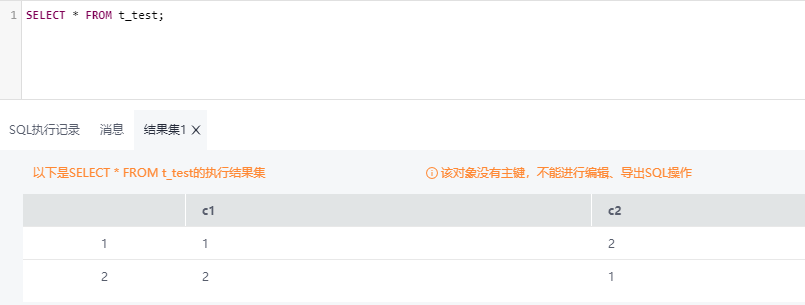 1 SELECT * FROM t_test;
SQL执行记录 消息 结果集1 X
以下是SELECT * FROM t_test的执行结果集 该对象没有主键，不能进行编辑、导出SQL操作
c1 c2
1 1 2
2 2 1